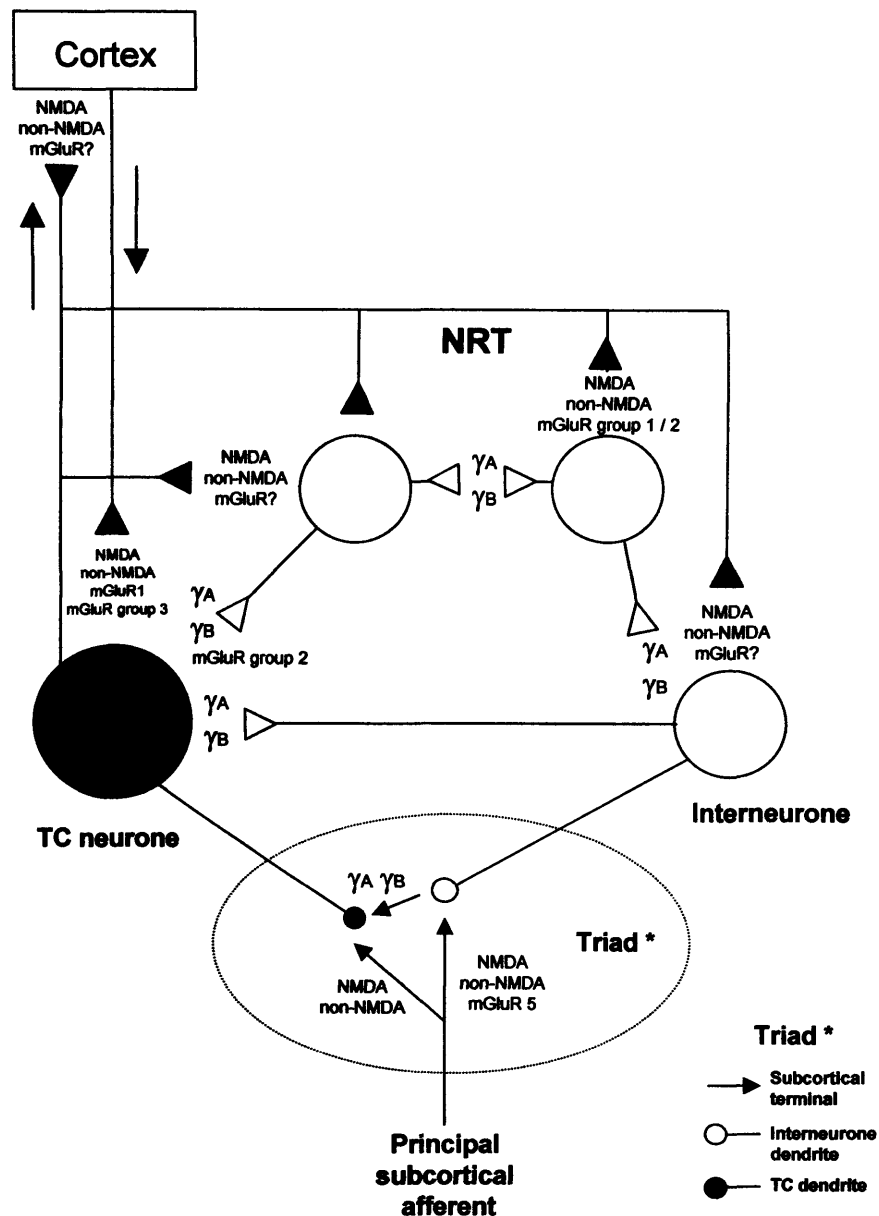 Cortex
NMDA
non-NMDA
mGluR?
NRT
NMDA
non-NMDA
mGluR group 1 / 2
NMDA
non-NMDA
mGluR?
γA
γB
NMDA
non-NMDA
mGluR1
mGluR group 3
γA
γB
mGluR group 2
NMDA
non-NMDA
mGluR?
γA
γB
γA
γB
TC neurone
Interneurone
γA γB
Triad *
NMDA
non-NMDA
NMDA
non-NMDA
mGluR 5
Principal
subcortical
afferent
Triad *
Subcortical
terminal
Interneurone
dendrite
TC dendrite